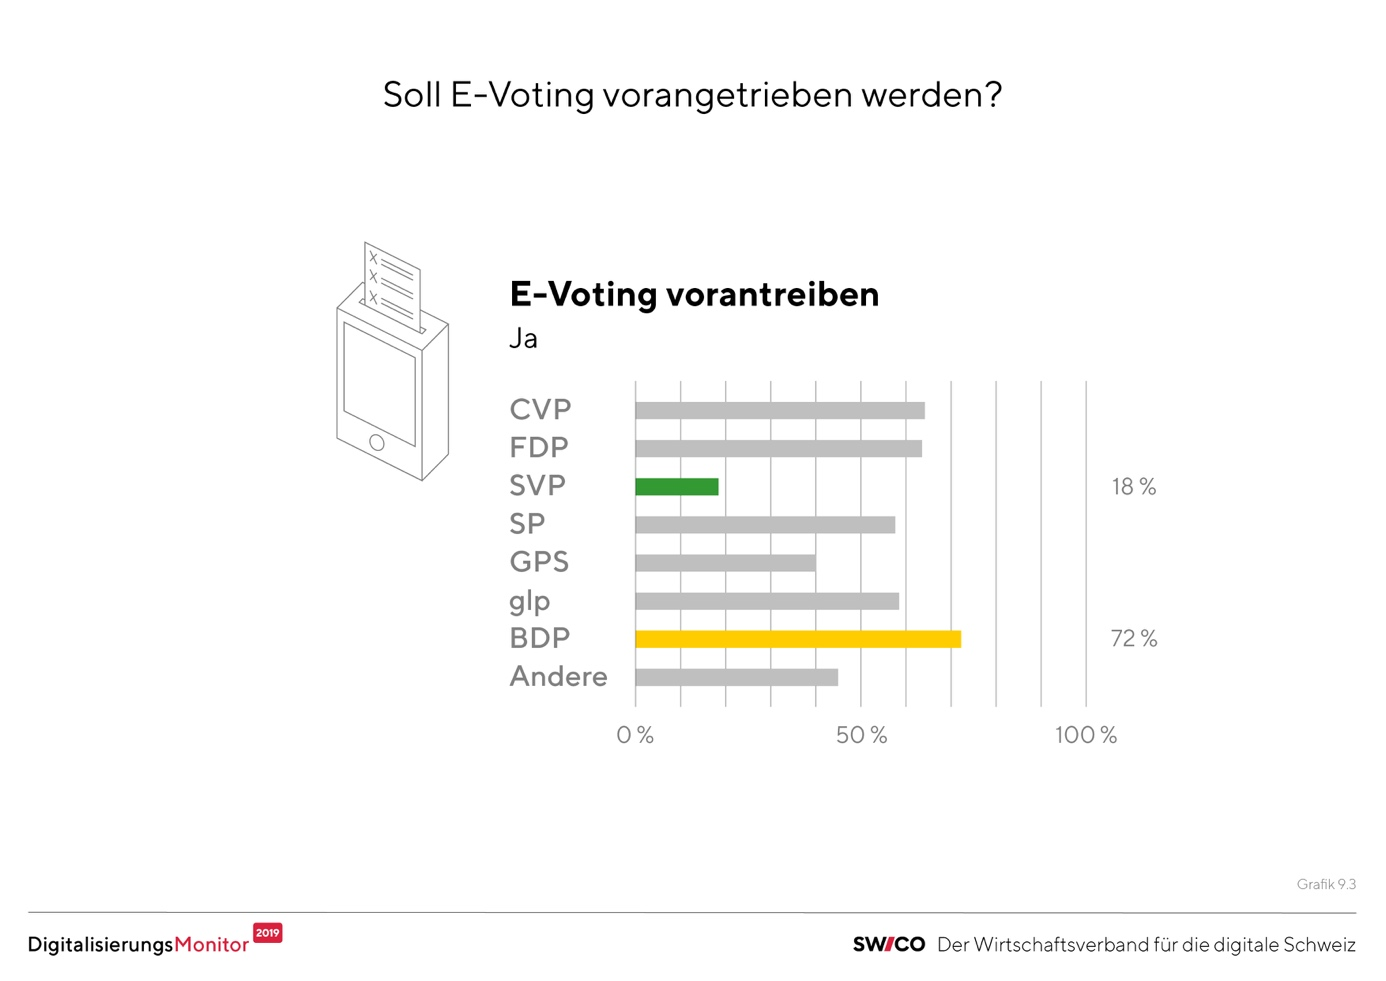 Soll E-Voting vorangetrieben werden?
E-Voting vorantreiben
Ja
CVP
FDP
SVP 18 %
SP
GPS
glp
BDP 72 %
Andere
0 % 50 % 100 %
Grafik 9.3
DigitalisierungsMonitor 2019
SWICO Der Wirtschaftsverband für die digitale Schweiz